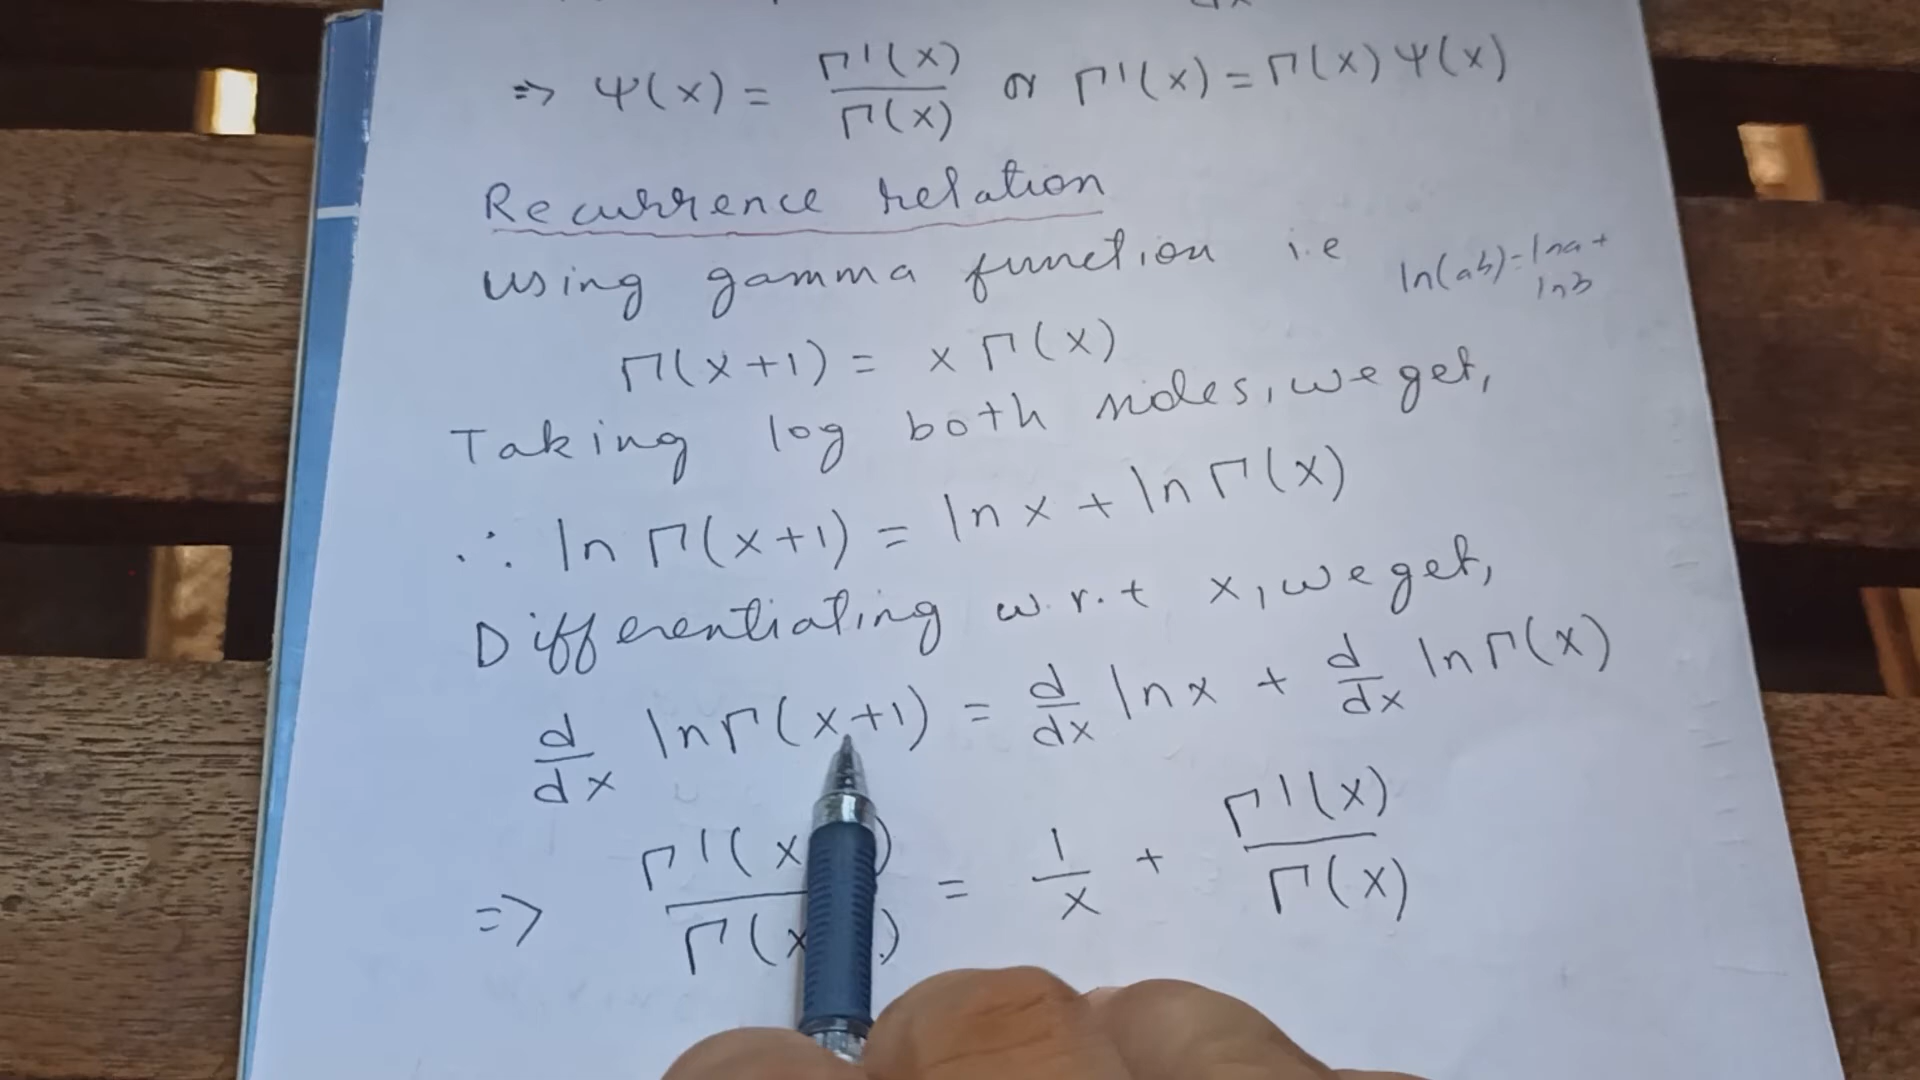 ⇒ Ψ(x) = Γ'(x)/Γ(x) or Γ'(x) = Γ(x) Ψ(x)
Recurrence relation
using gamma function i.e
ln(ab) = lna +
lnb
Γ(x+1) = x Γ(x)
Taking log both sides, we get,
∴ ln Γ(x+1) = ln x + ln Γ(x)
Differentiating w.r.t x, we get,
d/dx ln Γ(x+1) = d/dx ln x + d/dx ln Γ(x)
⇒ Γ'(x )/Γ(x ) = 1/x + Γ'(x)/Γ(x)